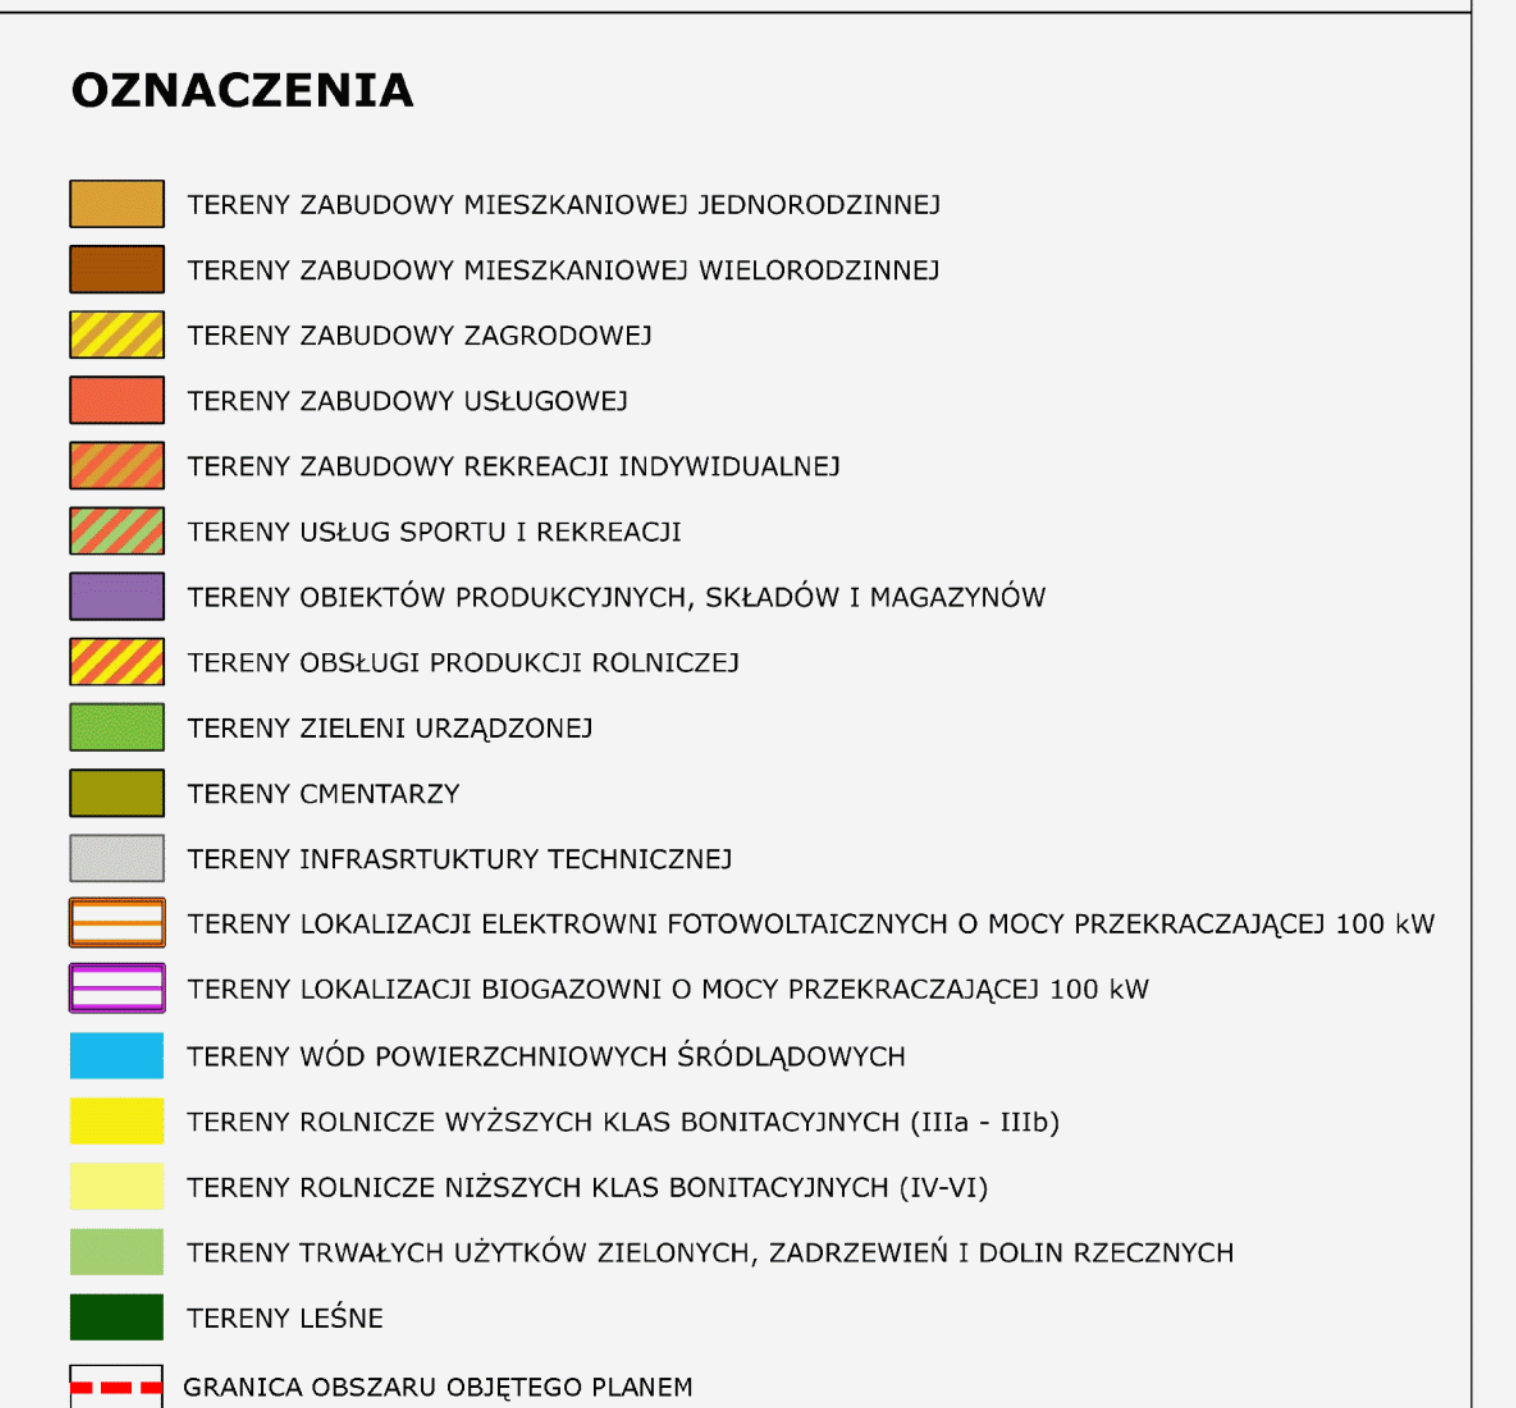 OZNACZENIA
TERENY ZABUDOWY MIESZKANIOWEJ JEDNORODZINNEJ
TERENY ZABUDOWY MIESZKANIOWEJ WIELORODZINNEJ
TERENY ZABUDOWY ZAGRODOWEJ
TERENY ZABUDOWY USŁUGOWEJ
TERENY ZABUDOWY REKREACJI INDYWIDUALNEJ
TERENY USŁUG SPORTU I REKREACJI
TERENY OBIEKTÓW PRODUKCYJNYCH, SKŁADÓW I MAGAZYNÓW
TERENY OBSŁUGI PRODUKCJI ROLNICZEJ
TERENY ZIELENI URZĄDZONEJ
TERENY CMENTARZY
TERENY INFRASRTUKTURY TECHNICZNEJ
TERENY LOKALIZACJI ELEKTROWNI FOTOWOLTAICZNYCH O MOCY PRZEKRACZAJĄCEJ 100 kW
TERENY LOKALIZACJI BIOGAZOWNI O MOCY PRZEKRACZAJĄCEJ 100 kW
TERENY WÓD POWIERZCHNIOWYCH ŚRÓDLĄDOWYCH
TERENY ROLNICZE WYŻSZYCH KLAS BONITACYJNYCH (IIIa - IIIb)
TERENY ROLNICZE NIŻSZYCH KLAS BONITACYJNYCH (IV-VI)
TERENY TRWAŁYCH UŻYTKÓW ZIELONYCH, ZADRZEWIEŃ I DOLIN RZECZNYCH
TERENY LEŚNE
GRANICA OBSZARU OBJĘTEGO PLANEM